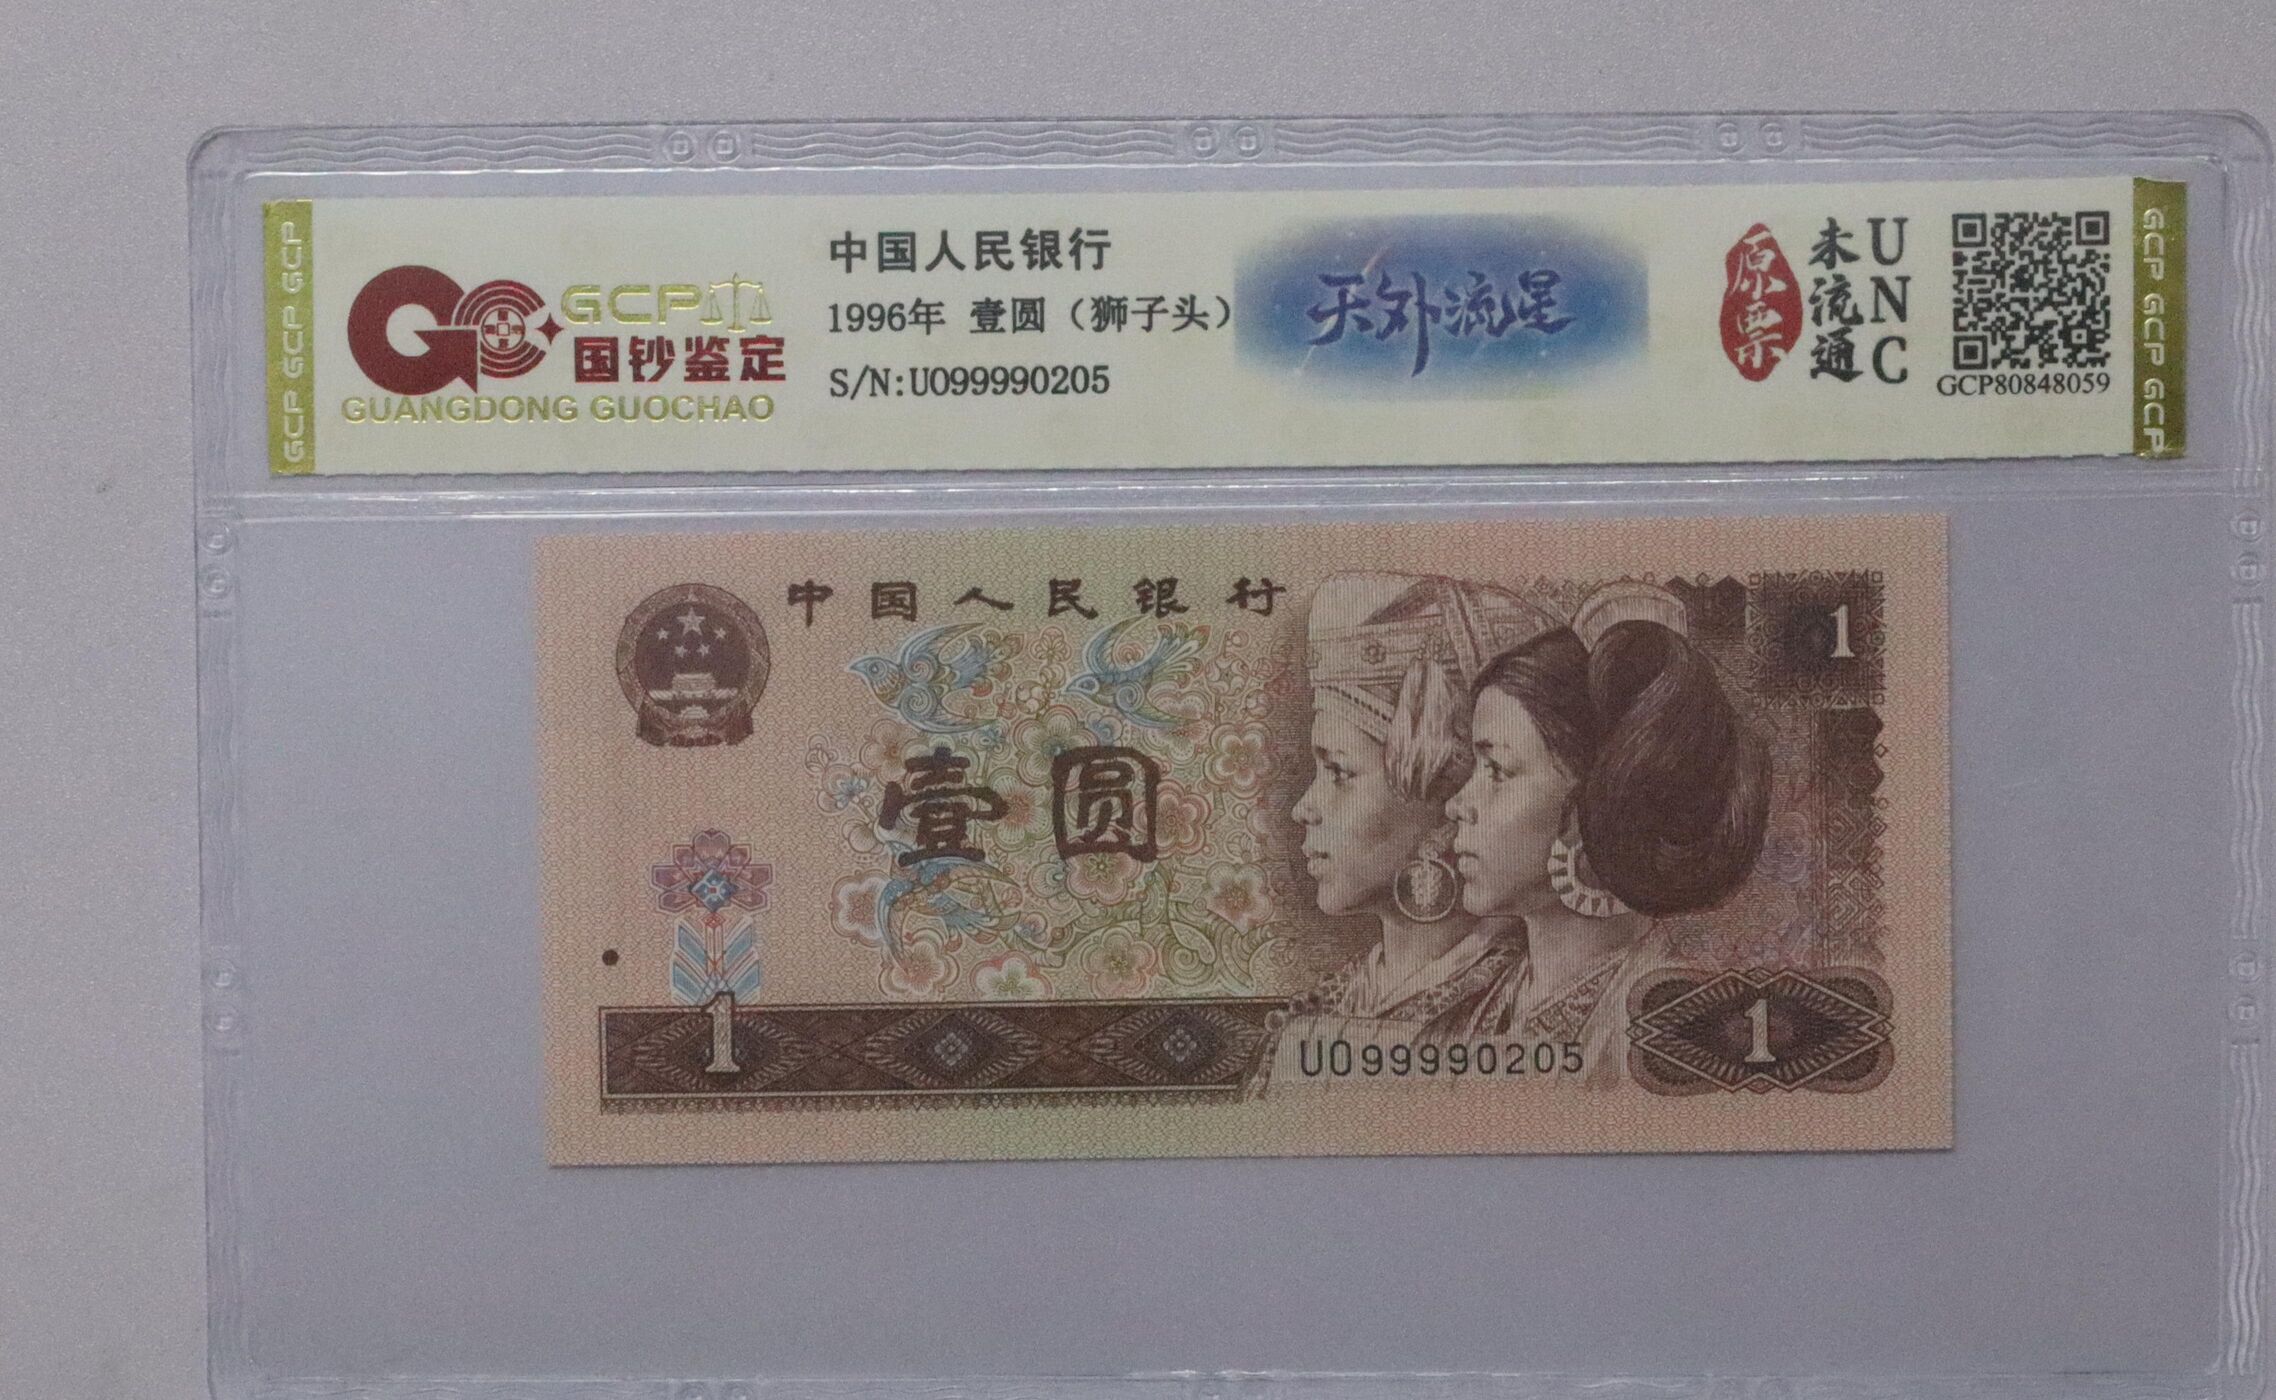 GCP GCP GCP
GCP
国钞鉴定
GUANGDONG GUOCHAO
中国人民银行
1996年 壹圆（狮子头）
S/N:UO99990205
天外流星
原票
未流通
UNC
GCP80848059
GCP GCP GCP
中国人民银行
1
壹圆
1
1
UO99990205